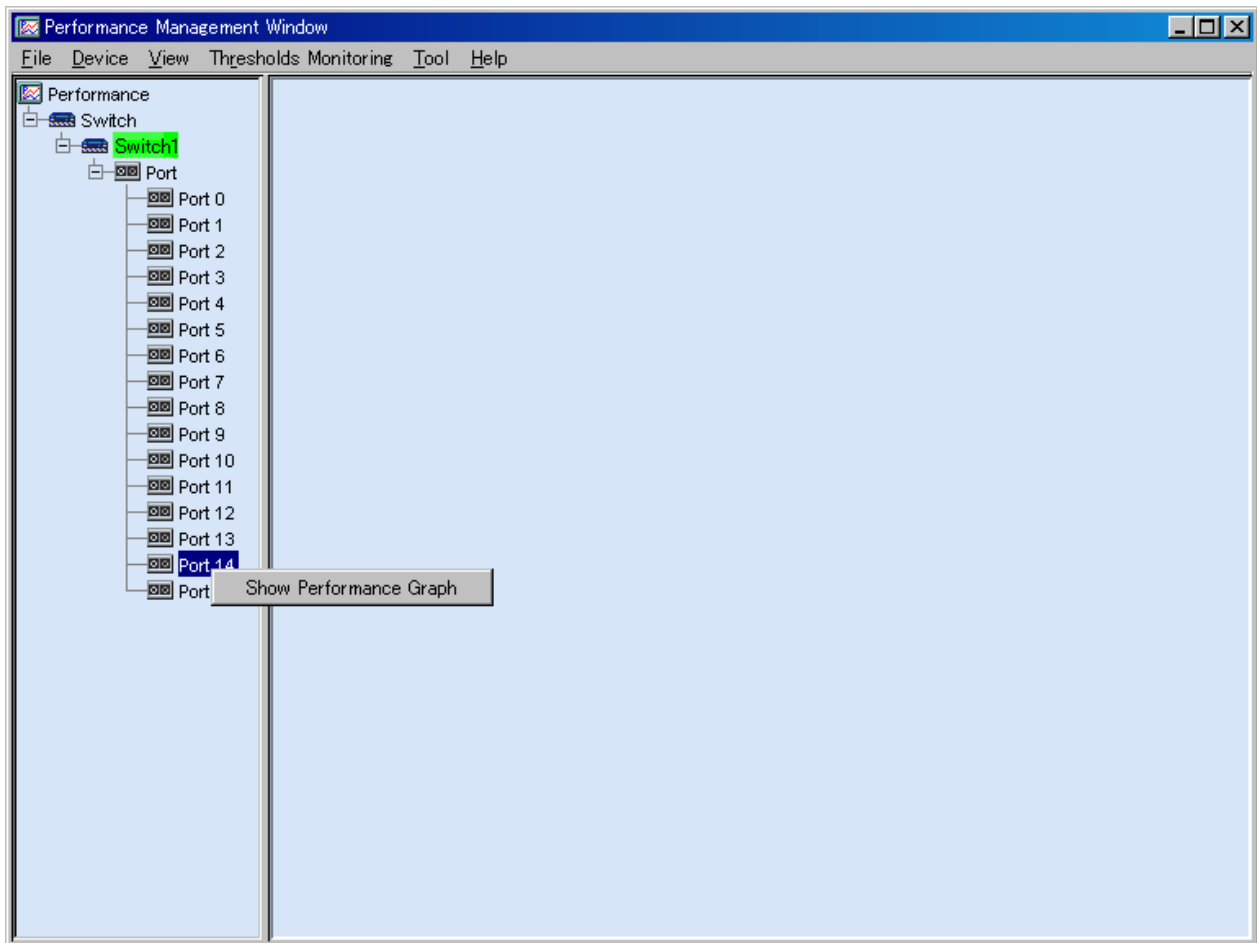 Performance Management Window
File Device View Thresholds Monitoring Tool Help
Performance
Switch
Switch1
Port
Port 0
Port 1
Port 2
Port 3
Port 4
Port 5
Port 6
Port 7
Port 8
Port 9
Port 10
Port 11
Port 12
Port 13
Port 14
Port
Show Performance Graph